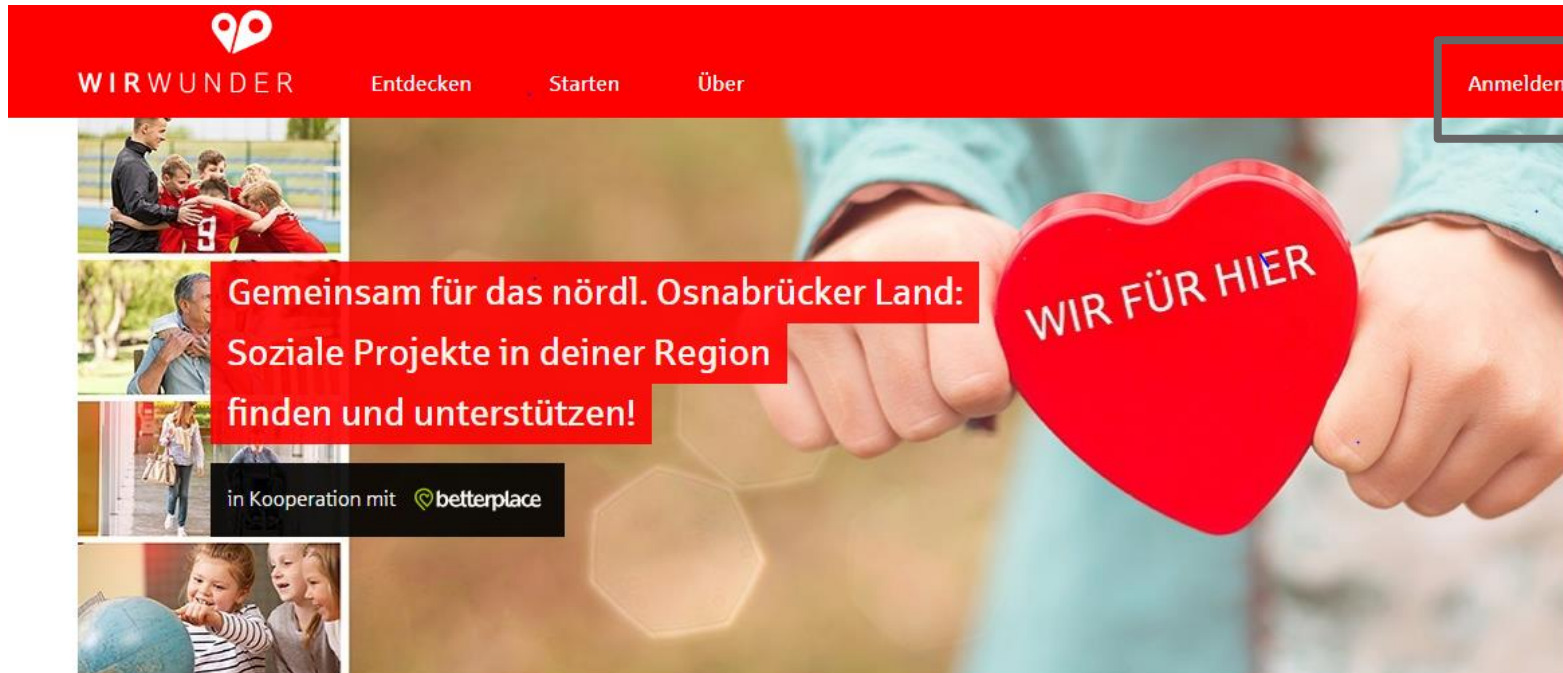 WIRWUNDER
Entdecken Starten Über Anmelden
9
Gemeinsam für das nördl. Osnabrücker Land:
Soziale Projekte in deiner Region
finden und unterstützen!
in Kooperation mit betterplace
WIR FÜR HIER